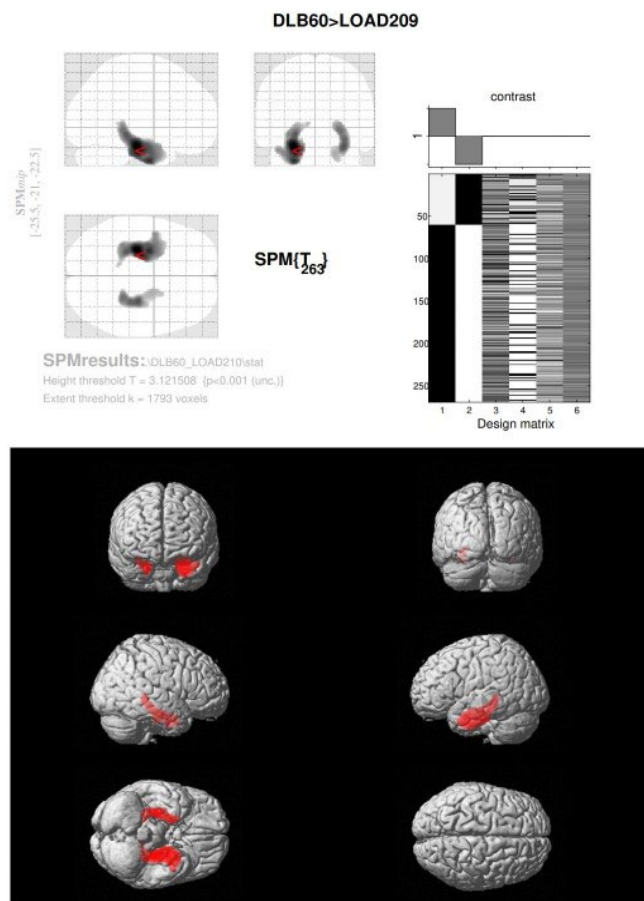 DLB60>LOAD209
SPMmip
[-25.5, -21, -22.5]
SPM{T263}
SPMresults: .\DLB60_LOAD210\stat
Height threshold T = 3.121508 {p<0.001 (unc.)}
Extent threshold k = 1793 voxels
contrast
1
50
100
150
200
250
1 2 3 4 5 6
Design matrix